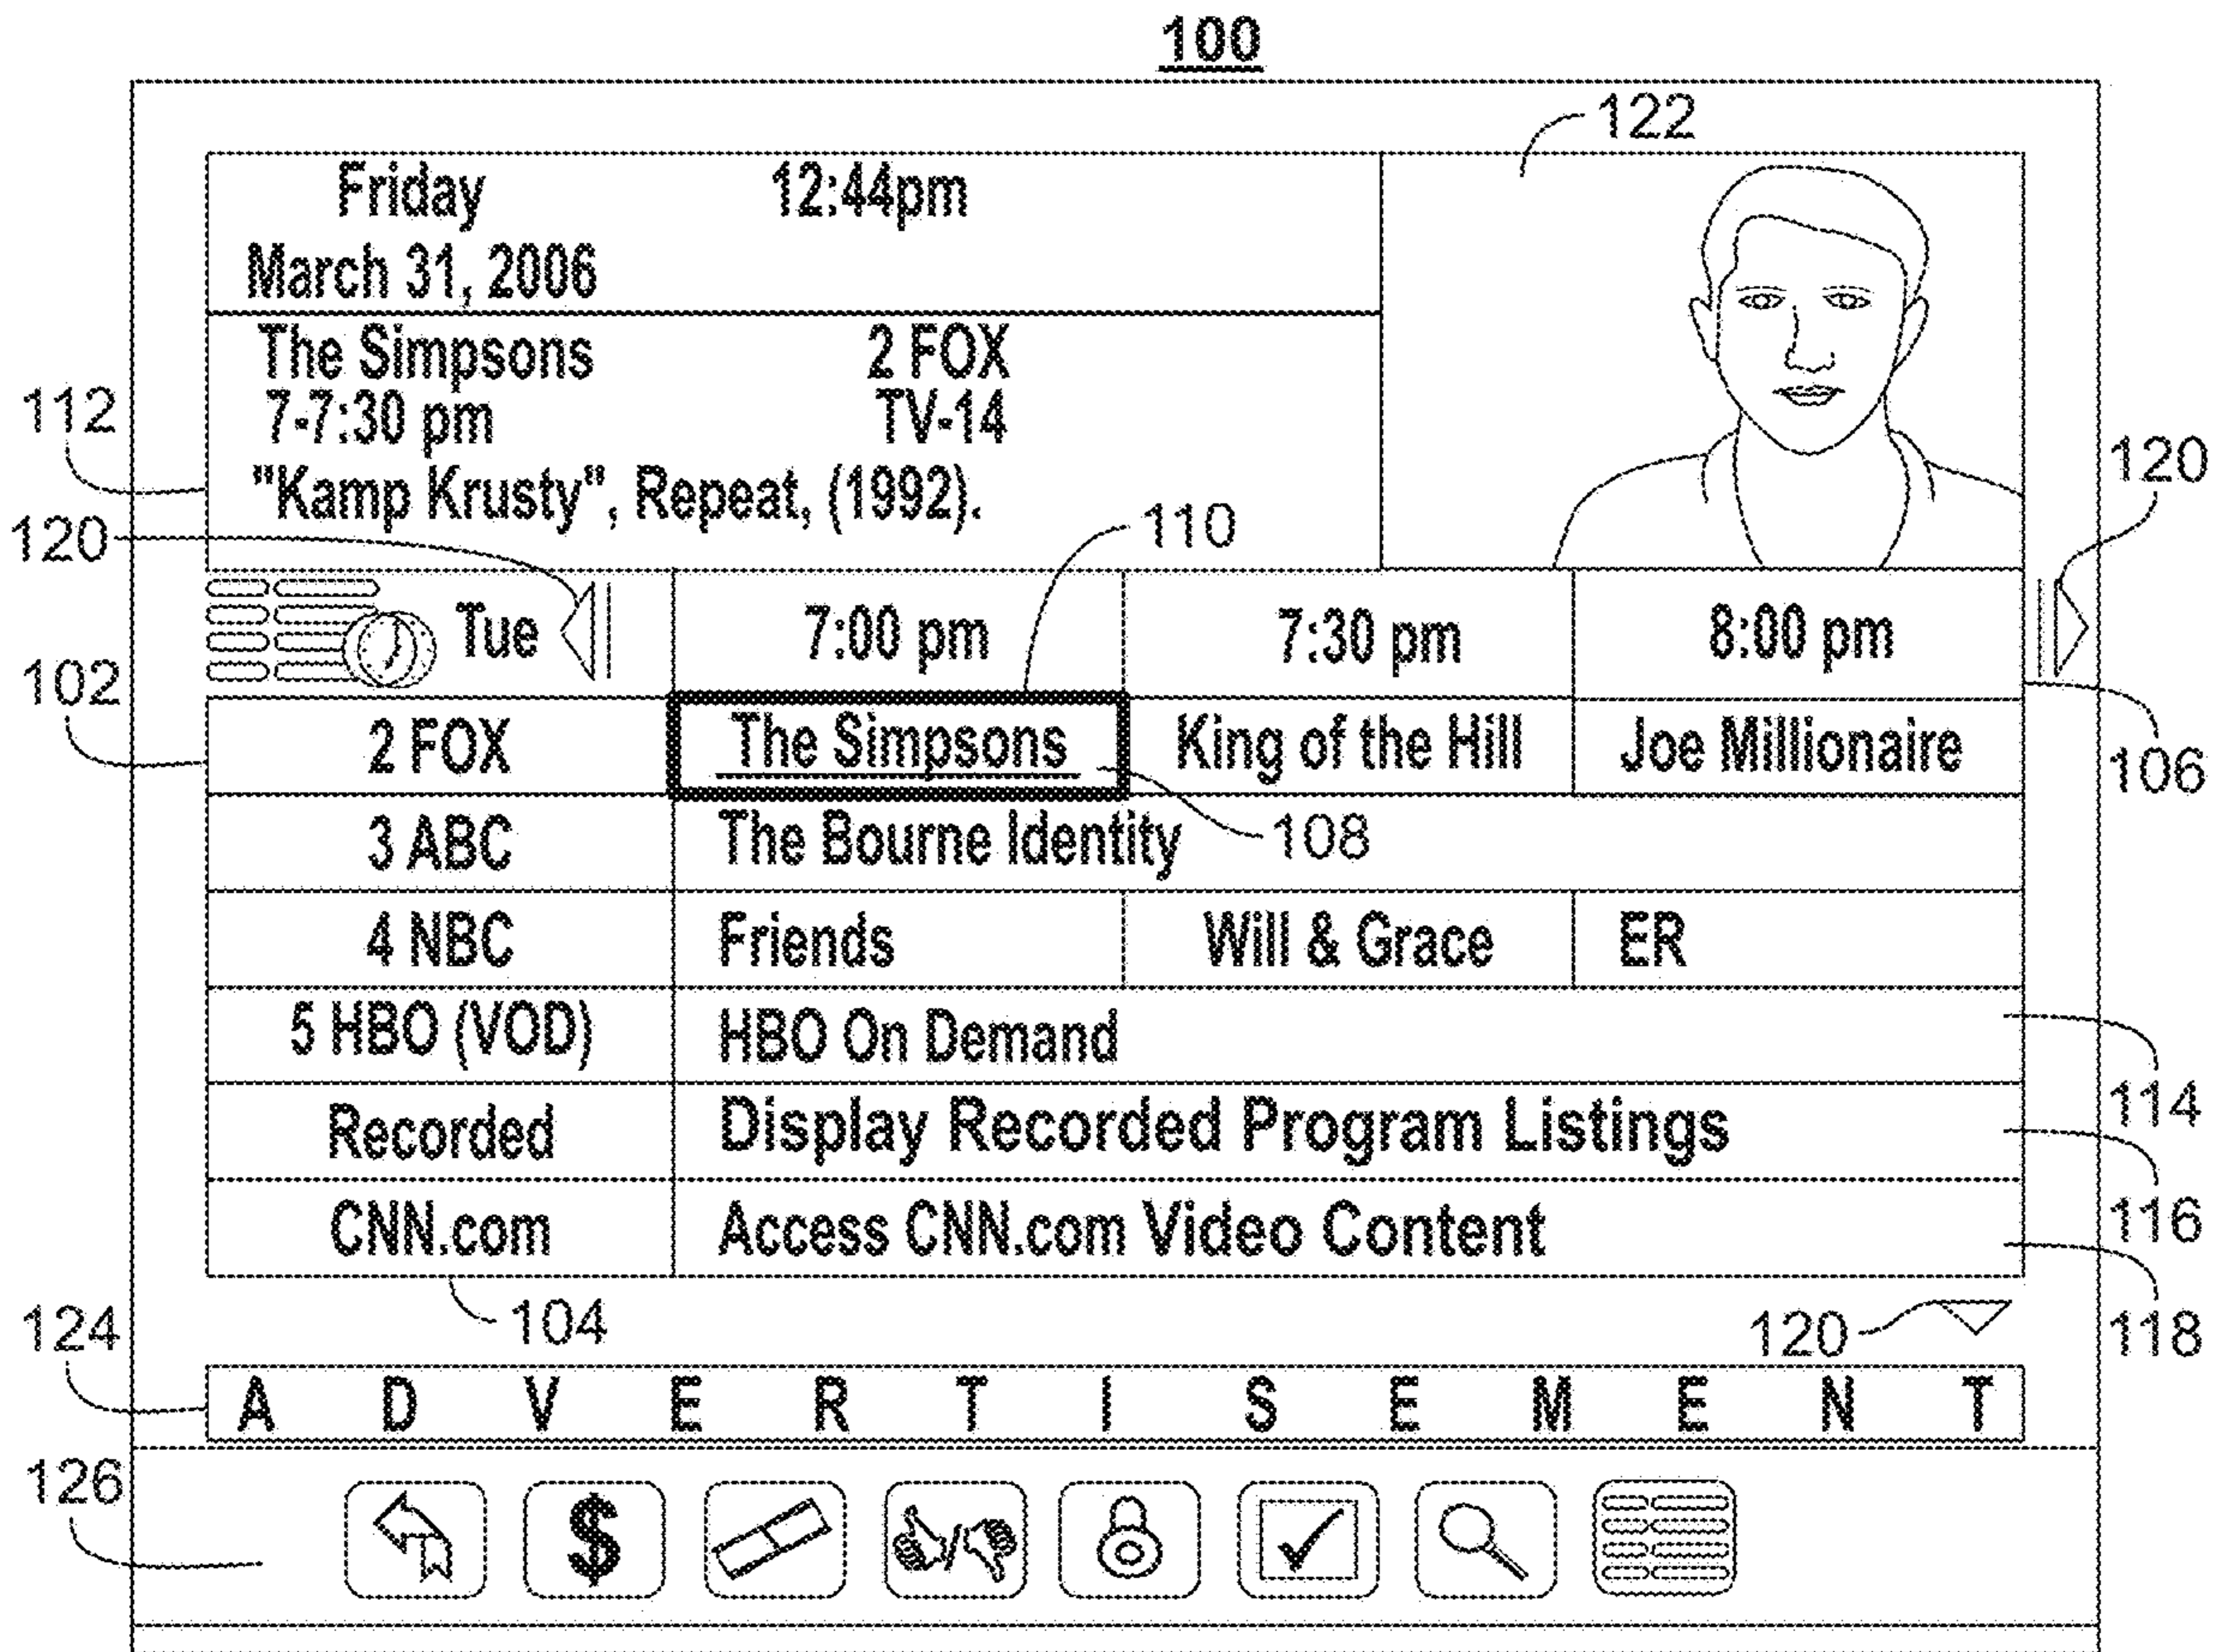 100
122
Friday 12:44pm
March 31, 2006
The Simpsons 2 FOX
112
7-7:30 pm TV-14
120
"Kamp Krusty", Repeat, (1992).
120
110
Tue 7:00 pm 7:30 pm 8:00 pm
102
2 FOX The Simpsons King of the Hill Joe Millionaire
106
3 ABC The Bourne Identity
108
4 NBC Friends Will & Grace ER
5 HBO (VOD) HBO On Demand
114
Recorded Display Recorded Program Listings
116
CNN.com Access CNN.com Video Content
104
124
120
118
A D V E R T I S E M E N T
126
$
/